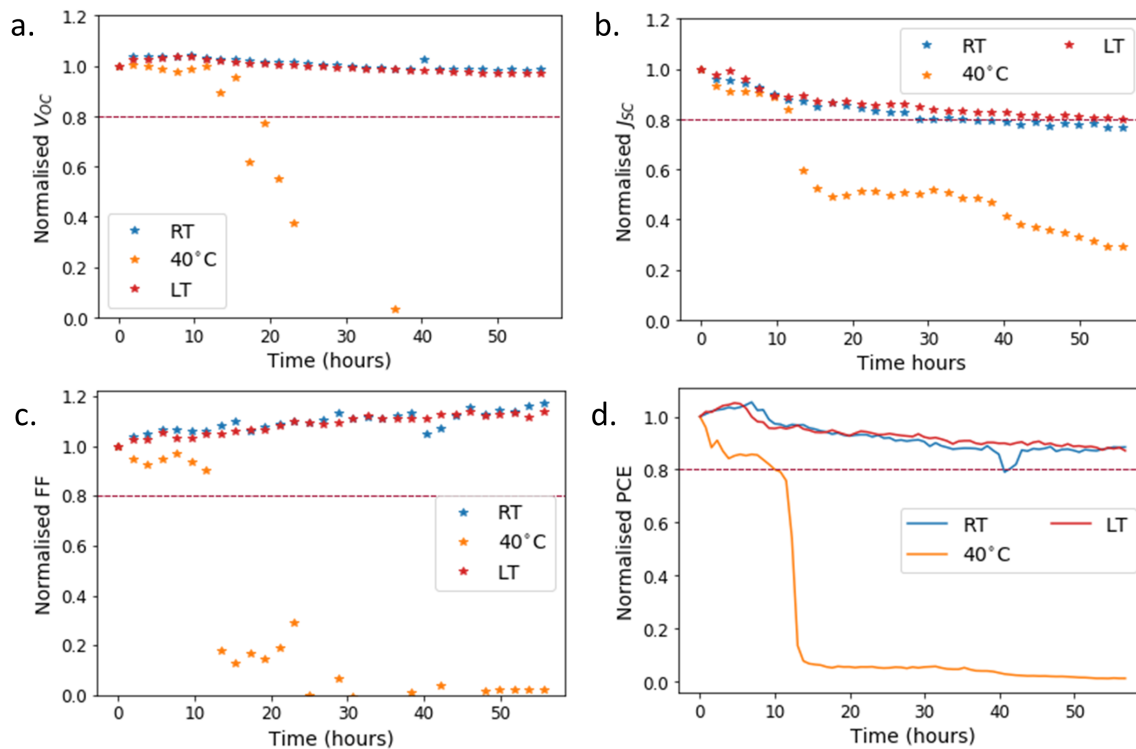 a.
1.2
1.0
0.8
0.6
0.4
0.2
0.0
Normalised VOC
RT
40°C
LT
0 10 20 30 40 50
Time (hours)
b.
1.2
1.0
0.8
0.6
0.4
0.2
0.0
Normalised JSC
RT LT
40°C
0 10 20 30 40 50
Time hours
c.
1.2
1.0
0.8
0.6
0.4
0.2
0.0
Normalised FF
RT
40°C
LT
0 10 20 30 40 50
Time (hours)
d.
1.0
0.8
0.6
0.4
0.2
0.0
Normalised PCE
RT LT
40°C
0 10 20 30 40 50
Time (hours)